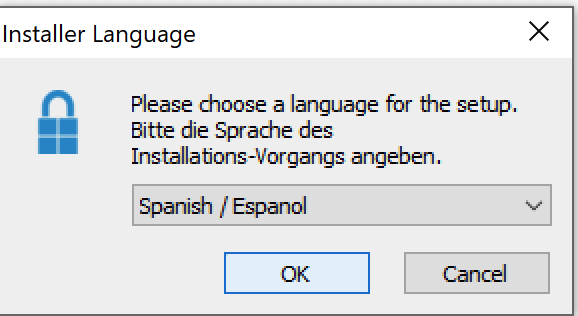 Installer Language
Please choose a language for the setup.
Bitte die Sprache des
Installations-Vorgangs angeben.
Spanish / Espanol
OK
Cancel